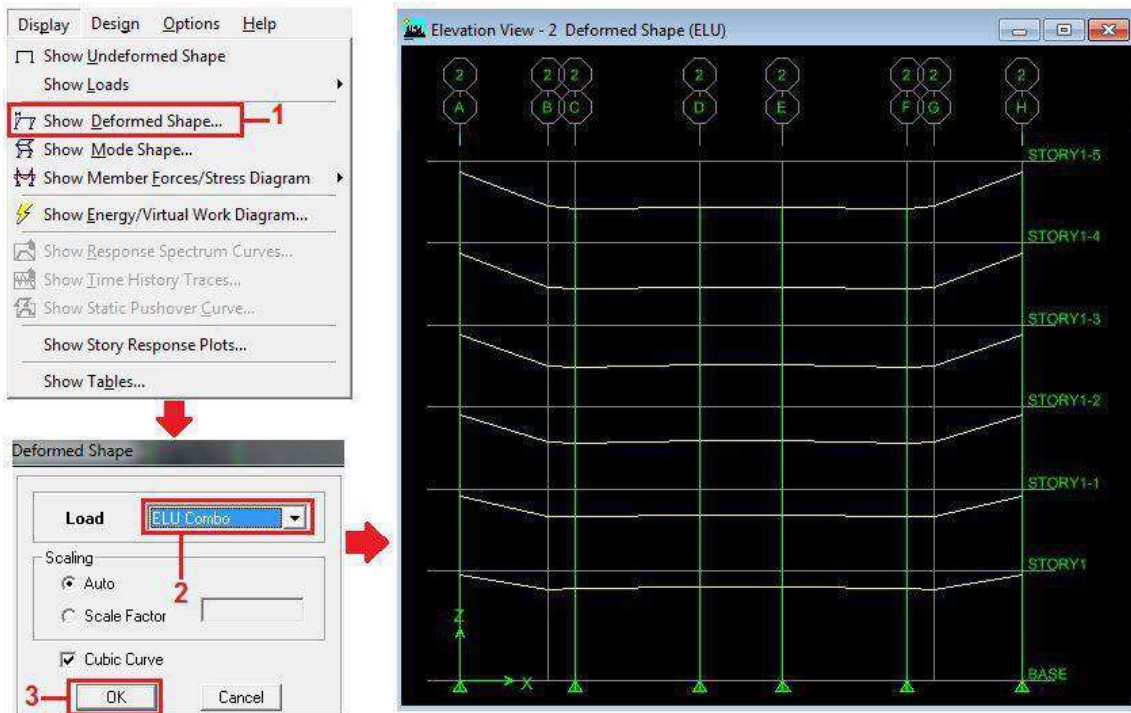 Display Design Options Help
Show Undeformed Shape
Show Loads
Show Deformed Shape...
1
Show Mode Shape...
Show Member Forces/Stress Diagram
Show Energy/Virtual Work Diagram...
Show Response Spectrum Curves...
Show Time History Traces...
Show Static Pushover Curve...
Show Story Response Plots...
Show Tables...
Deformed Shape
Load ELU Combo
2
Scaling
Auto
Scale Factor
Cubic Curve
3 OK Cancel
Elevation View - 2 Deformed Shape (ELU)
2 2 2 2 2 2 2 2
A B C D E F G H
STORY1-5
STORY1-4
STORY1-3
STORY1-2
STORY1-1
STORY1
Z
X
BASE